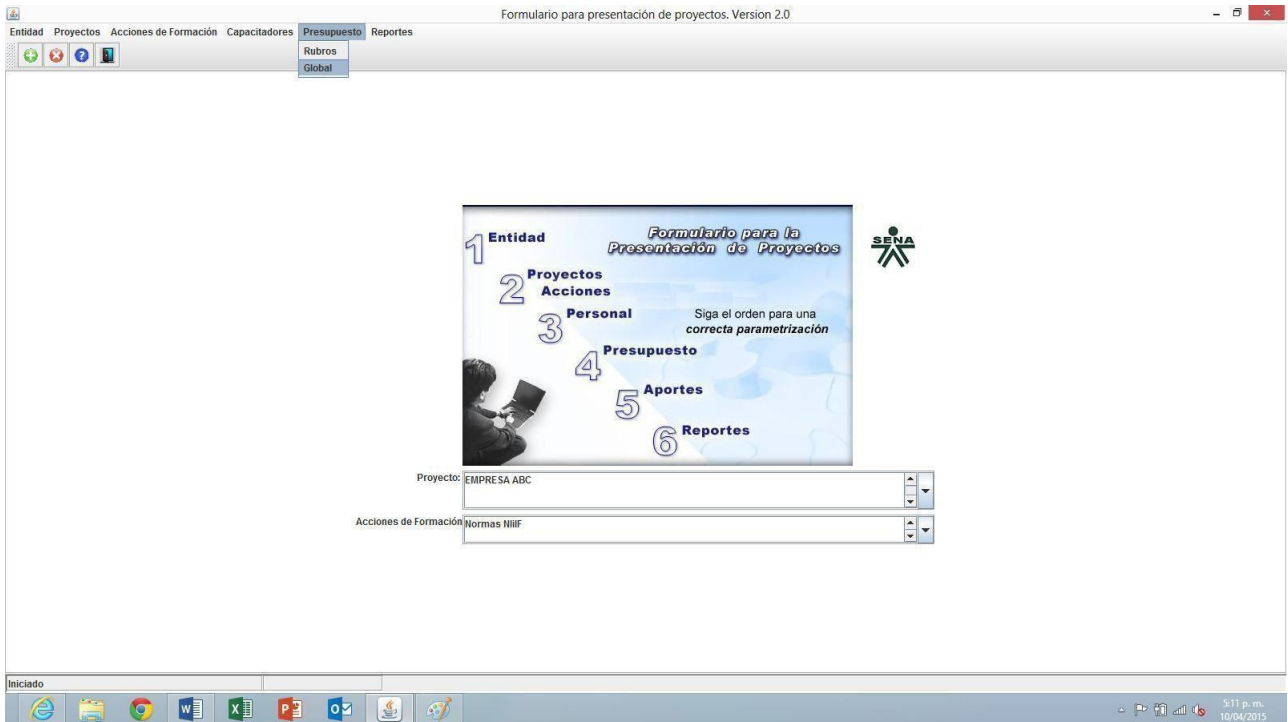 Formulario para presentación de proyectos. Version 2.0
Entidad Proyectos Acciones de Formación Capacitadores Presupuesto Reportes
Rubros
Global
1 Entidad
Formulario para la
Presentación de Proyectos
SENA
2 Proyectos
Acciones
3 Personal
Siga el orden para una
correcta parametrización
4 Presupuesto
5 Aportes
6 Reportes
Proyecto: EMPRESA ABC
Acciones de Formación Normas NIiIF
Iniciado
5:11 p. m.
10/04/2015